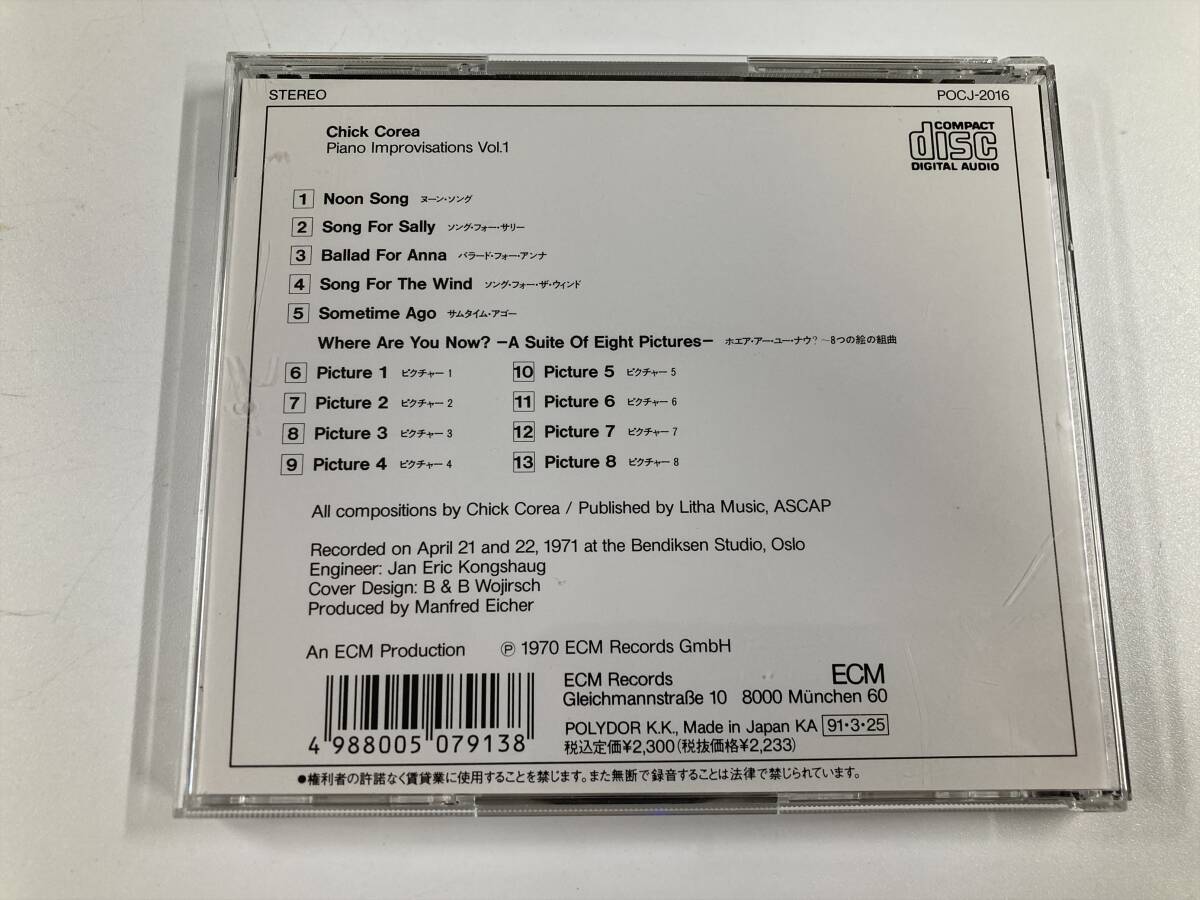 STEREO
POCJ-2016
Chick Corea
Piano Improvisations Vol.1
COMPACT
disc
DIGITAL AUDIO
1 Noon Song ヌーン・ソング
2 Song For Sally ソング・フォー・サリー
3 Ballad For Anna バラード・フォー・アンナ
4 Song For The Wind ソング・フォー・ザ・ウィンド
5 Sometime Ago サムタイム・アゴー
Where Are You Now? –A Suite Of Eight Pictures– ホエア・アー・ユー・ナウ? 〜8つの絵の組曲
6 Picture 1 ピクチャー 1
7 Picture 2 ピクチャー 2
8 Picture 3 ピクチャー 3
9 Picture 4 ピクチャー 4
10 Picture 5 ピクチャー 5
11 Picture 6 ピクチャー 6
12 Picture 7 ピクチャー 7
13 Picture 8 ピクチャー 8
All compositions by Chick Corea / Published by Litha Music, ASCAP
Recorded on April 21 and 22, 1971 at the Bendiksen Studio, Oslo
Engineer: Jan Eric Kongshaug
Cover Design: B & B Wojirsch
Produced by Manfred Eicher
An ECM Production ℗ 1970 ECM Records GmbH
4 988005 079138
ECM Records
ECM
Gleichmannstraße 10 8000 München 60
POLYDOR K.K., Made in Japan KA 91・3・25
税込定価¥2,300(税抜価格¥2,233)
●権利者の許諾なく賃貸業に使用することを禁じます。また無断で録音することは法律で禁じられています。